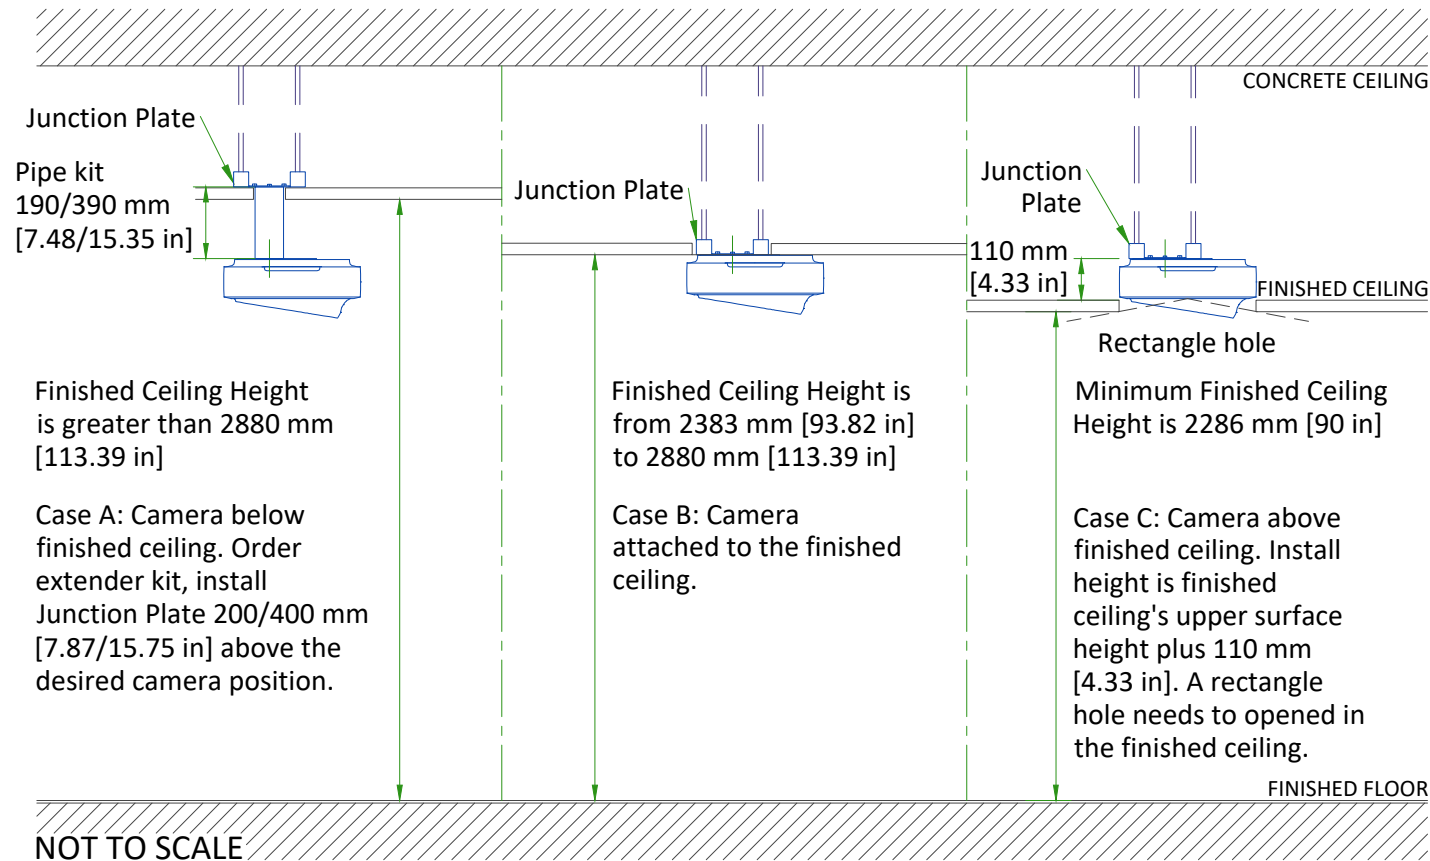 CONCRETE CEILING
Junction Plate
Pipe kit
190/390 mm
[7.48/15.35 in]
Finished Ceiling Height
is greater than 2880 mm
[113.39 in]
Case A: Camera below
finished ceiling. Order
extender kit, install
Junction Plate 200/400 mm
[7.87/15.75 in] above the
desired camera position.
Junction Plate
Finished Ceiling Height is
from 2383 mm [93.82 in]
to 2880 mm [113.39 in]
Case B: Camera
attached to the finished
ceiling.
Junction
Plate
110 mm
[4.33 in]
FINISHED CEILING
Rectangle hole
Minimum Finished Ceiling
Height is 2286 mm [90 in]
Case C: Camera above
finished ceiling. Install
height is finished
ceiling's upper surface
height plus 110 mm
[4.33 in]. A rectangle
hole needs to opened in
the finished ceiling.
FINISHED FLOOR
NOT TO SCALE